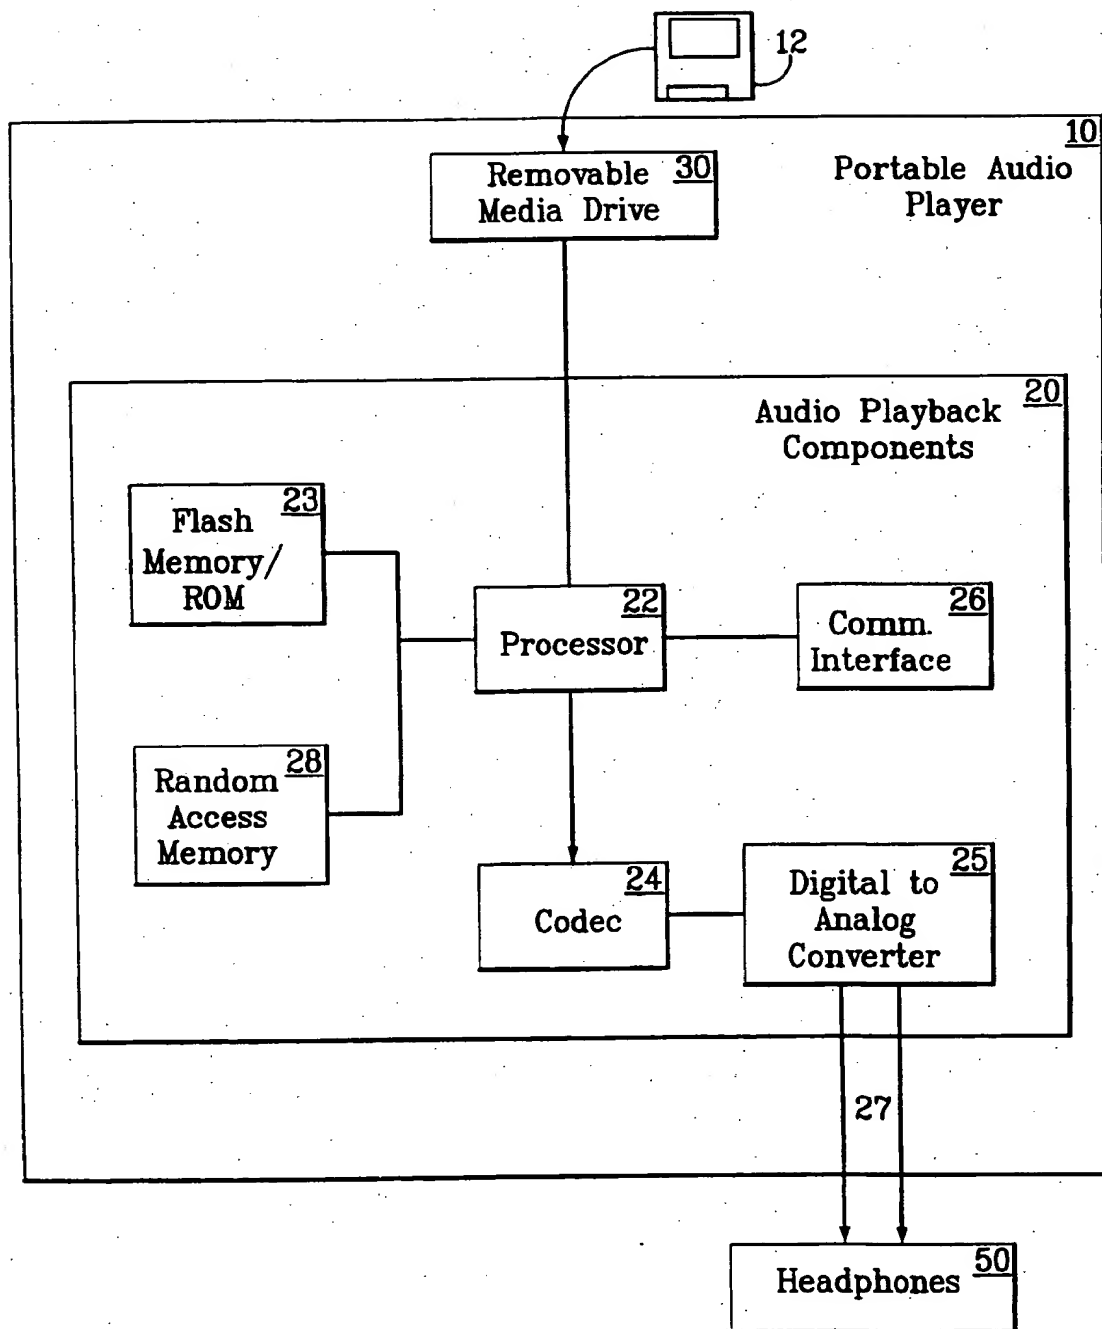 12
10
Portable Audio
Player
30
Removable
Media Drive
20
Audio Playback
Components
23
Flash
Memory/
ROM
22
Processor
26
Comm.
Interface
28
Random
Access
Memory
24
Codec
25
Digital to
Analog
Converter
27
50
Headphones